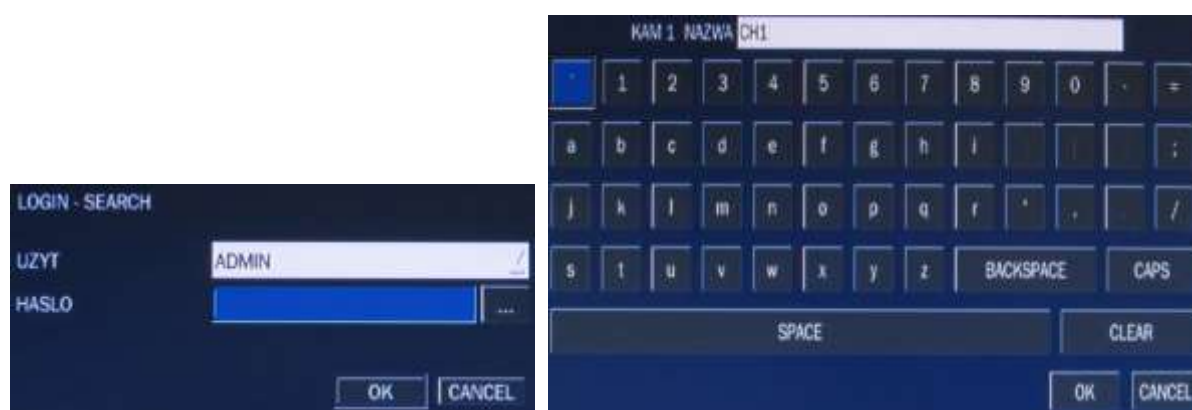 LOGIN - SEARCH
UZYT ADMIN
HASLO ...
OK CANCEL
KAM 1 NAZWA CH1
1 2 3 4 5 6 7 8 9 0 - =
a b c d e f g h i ;
j k l m n o p q r , . /
s t u v w x y z BACKSPACE CAPS
SPACE CLEAR
OK CANCEL